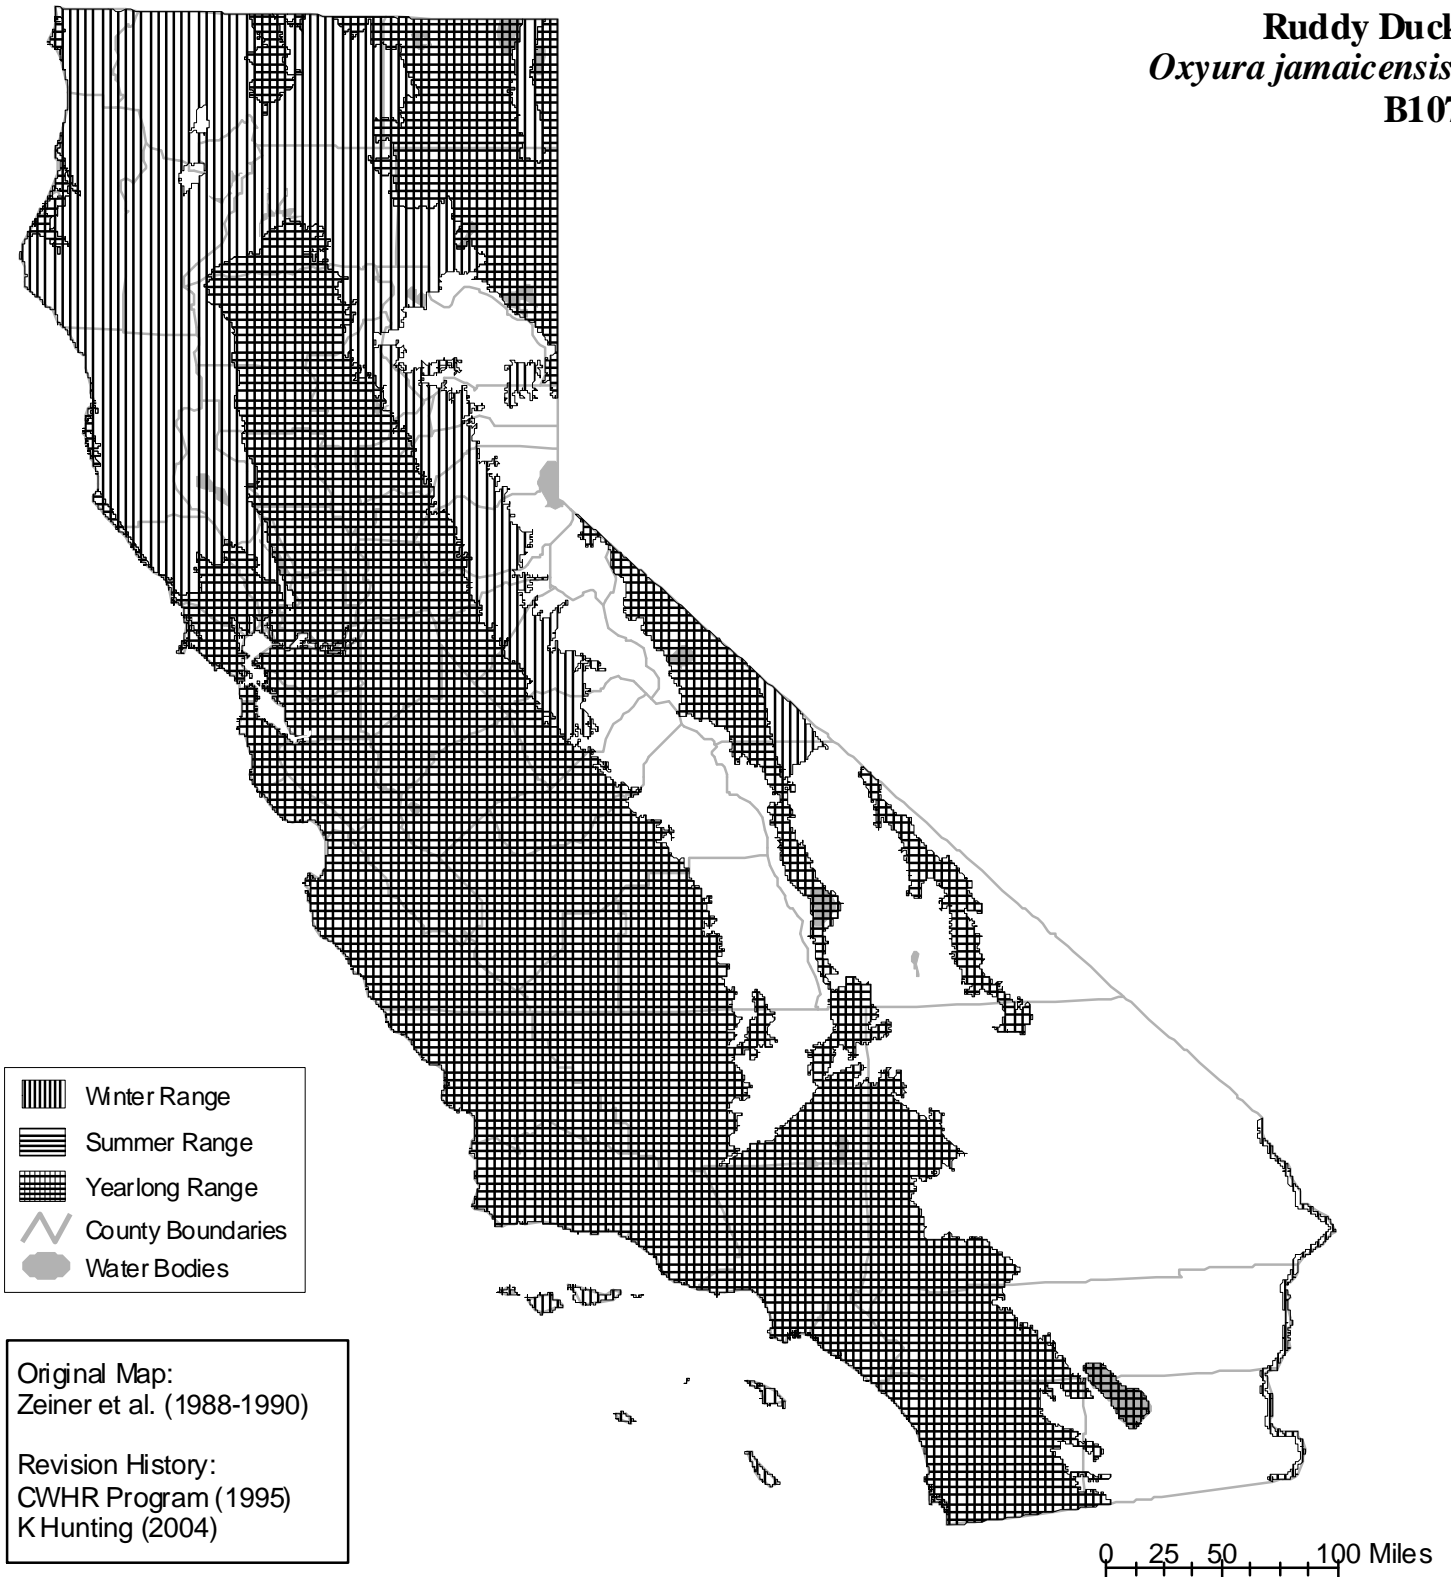 Ruddy Duck
Oxyura jamaicensis
B107
Winter Range
Summer Range
Yearlong Range
County Boundaries
Water Bodies
Original Map:
Zeiner et al. (1988-1990)
Revision History:
CWHR Program (1995)
K Hunting (2004)
0 25 50 100 Miles